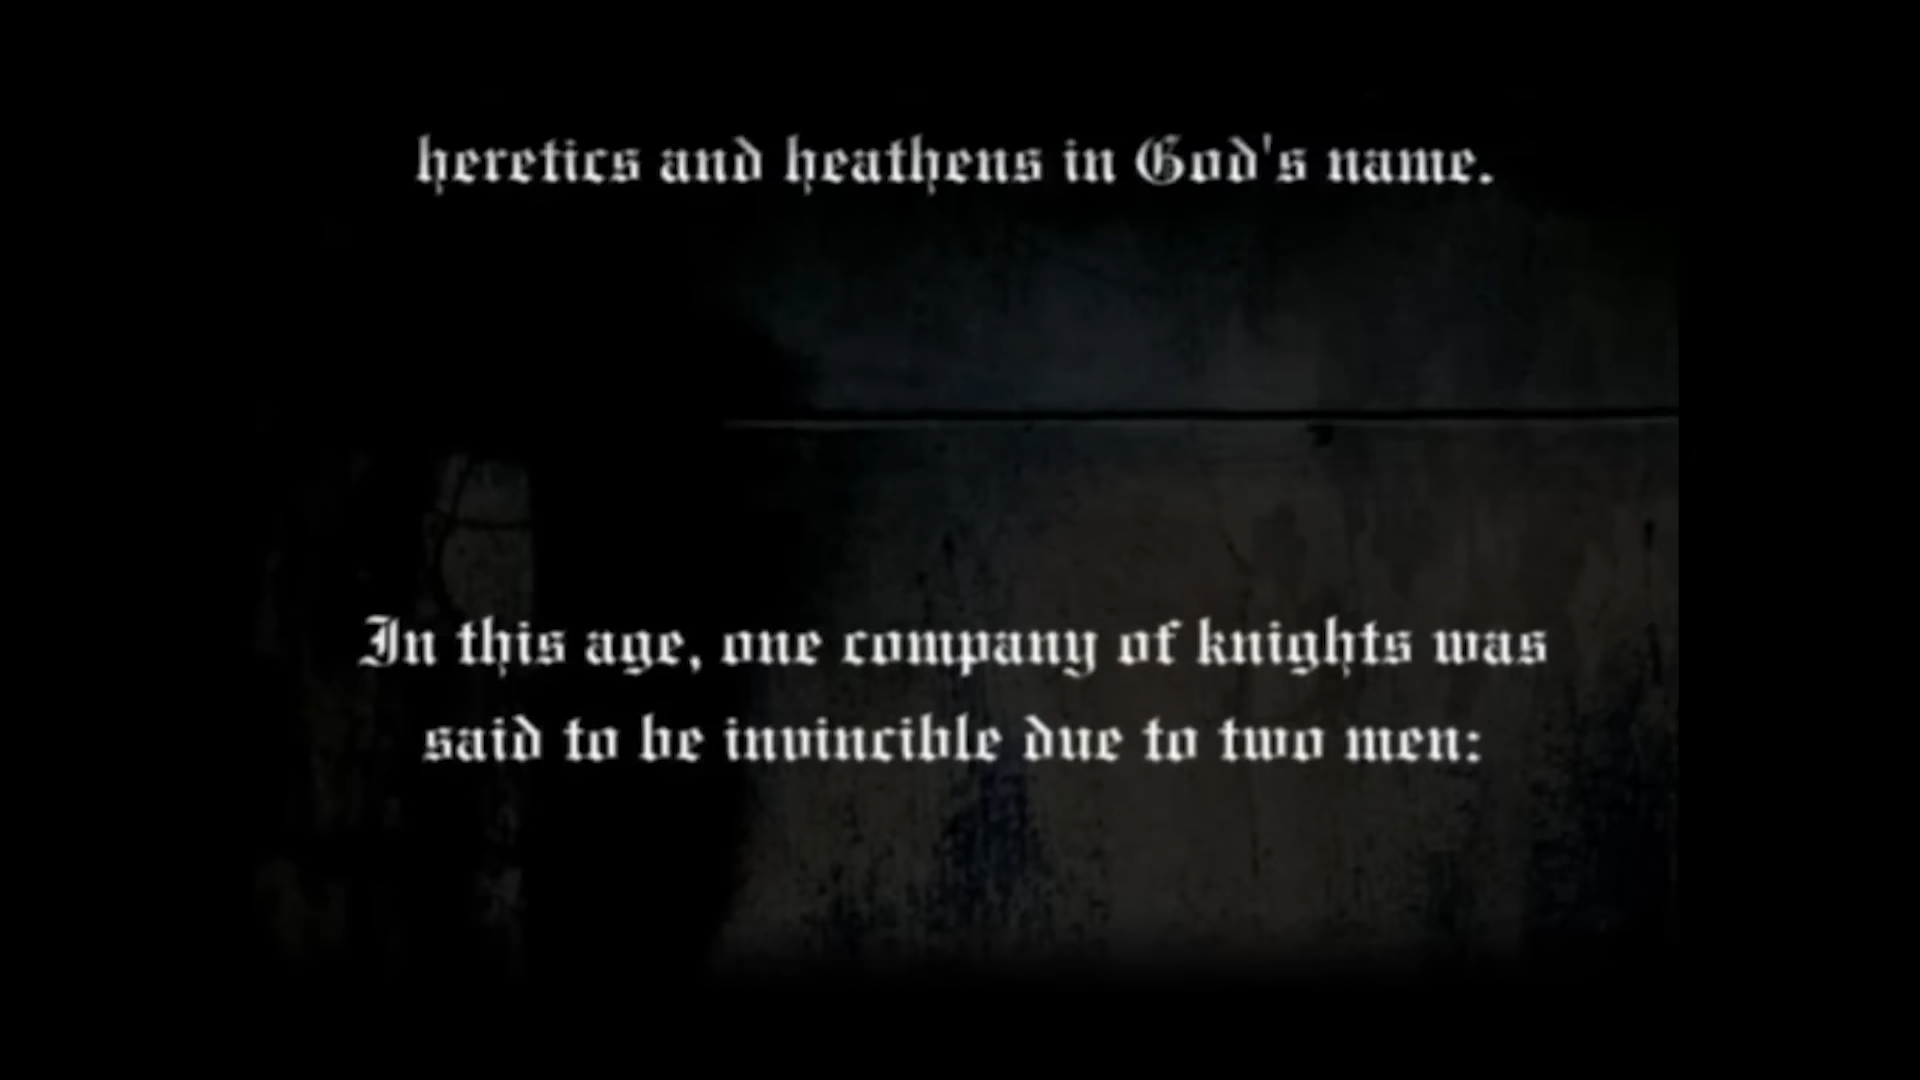 heretics and heathens in God's name.
In this age, one company of knights was
said to be invincible due to two men: